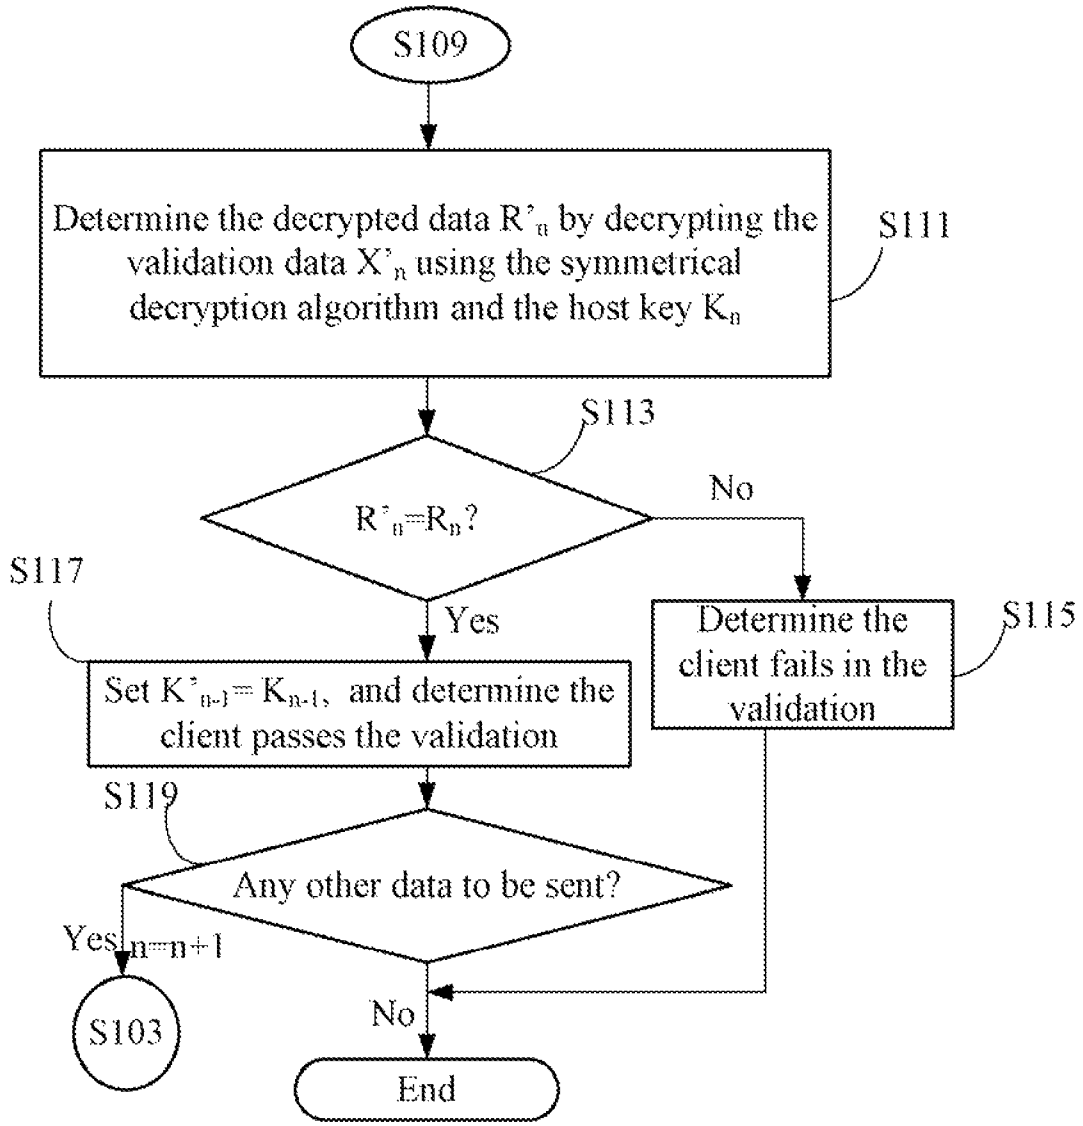 S109
Determine the decrypted data R’ₙ by decrypting the
validation data X’ₙ using the symmetrical
decryption algorithm and the host key Kₙ
S111
S113
R’ₙ=Rₙ?
No
S117
Yes
Determine the
client fails in the
validation
S115
Set K’ₙ₋₁= Kₙ₋₁, and determine the
client passes the validation
S119
Any other data to be sent?
Yes n=n+1
S103
No
End